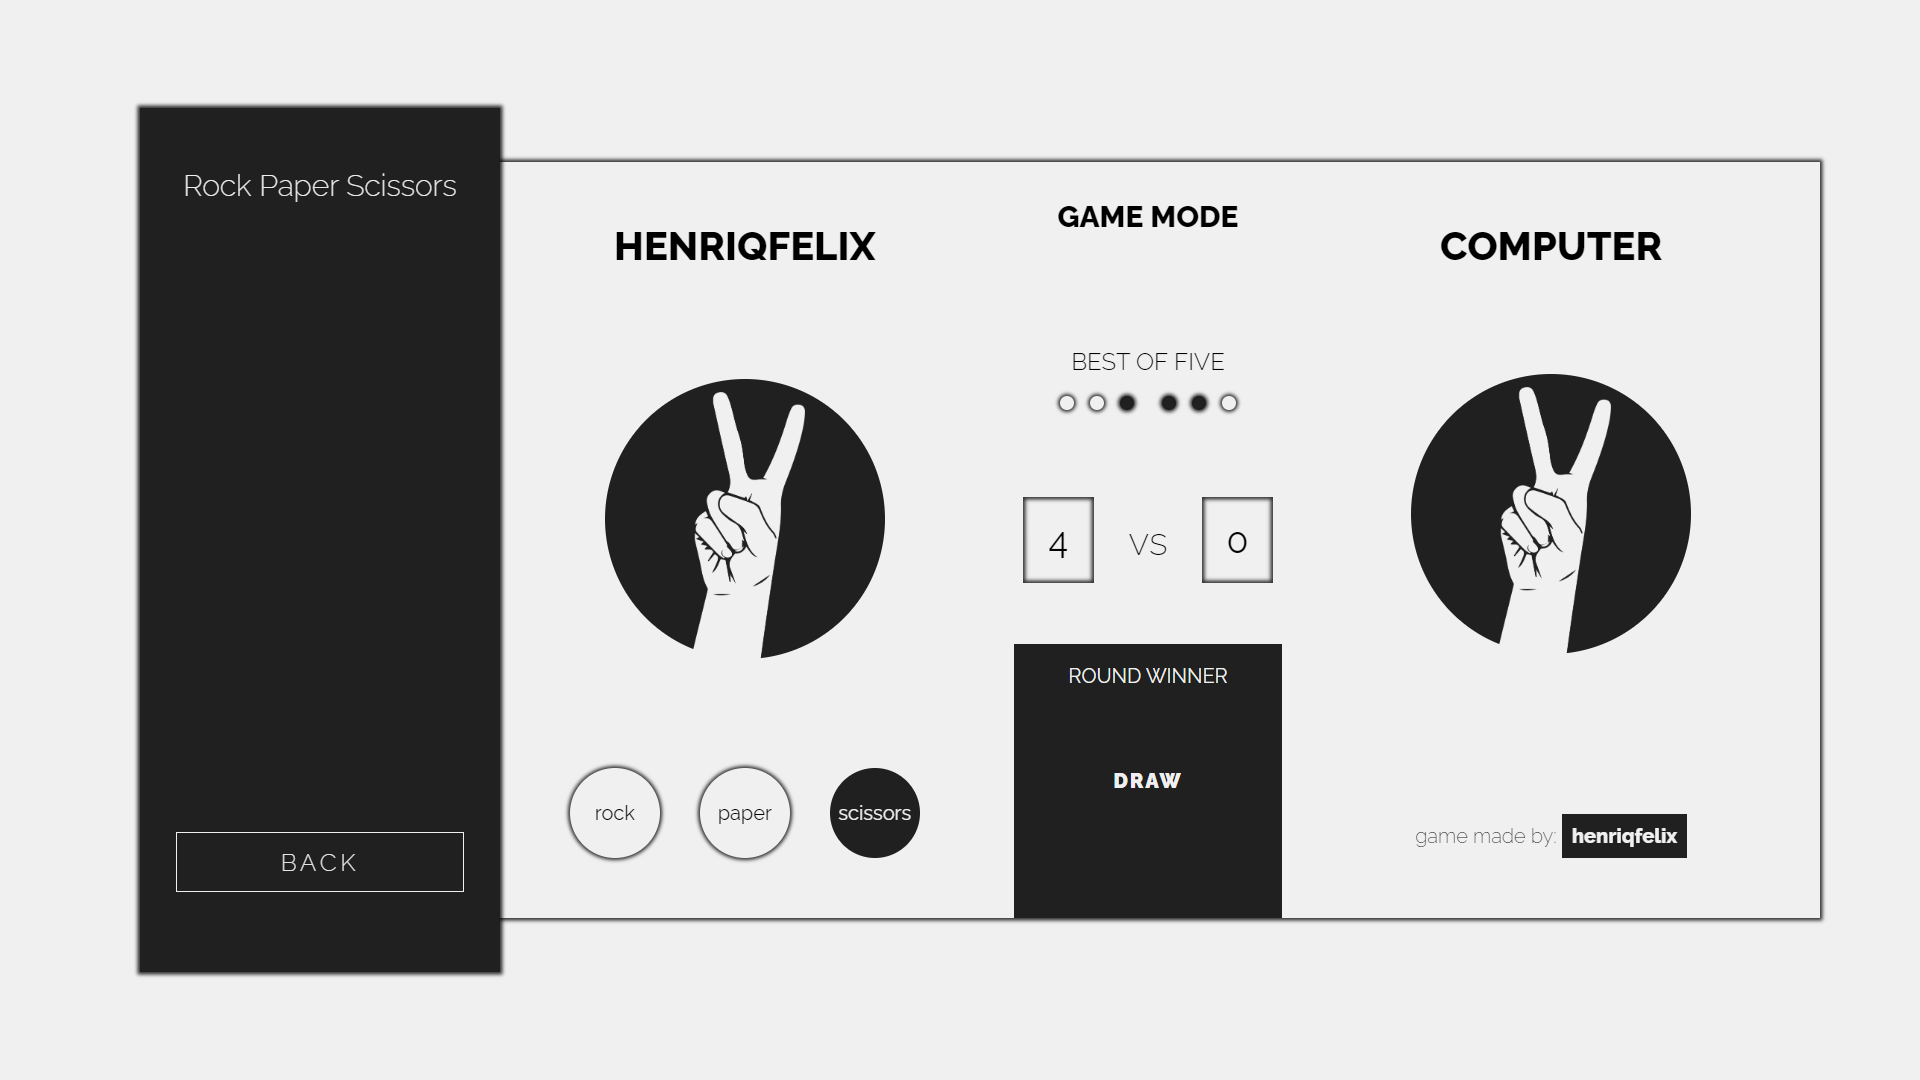 Rock Paper Scissors
BACK
HENRIQFELIX
rock
paper
scissors
GAME MODE
BEST OF FIVE
4 VS 0
ROUND WINNER
DRAW
COMPUTER
game made by: henriqfelix